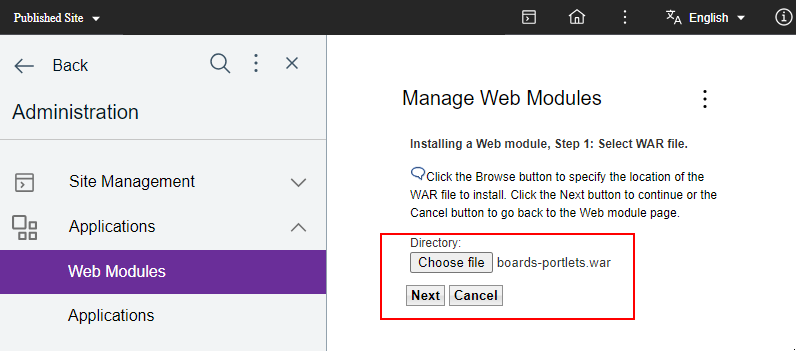 Published Site
English
Back
Administration
Site Management
Applications
Web Modules
Applications
Manage Web Modules
Installing a Web module, Step 1: Select WAR file.
Click the Browse button to specify the location of the
WAR file to install. Click the Next button to continue or the
Cancel button to go back to the Web module page.
Directory:
Choose file boards-portlets.war
Next Cancel